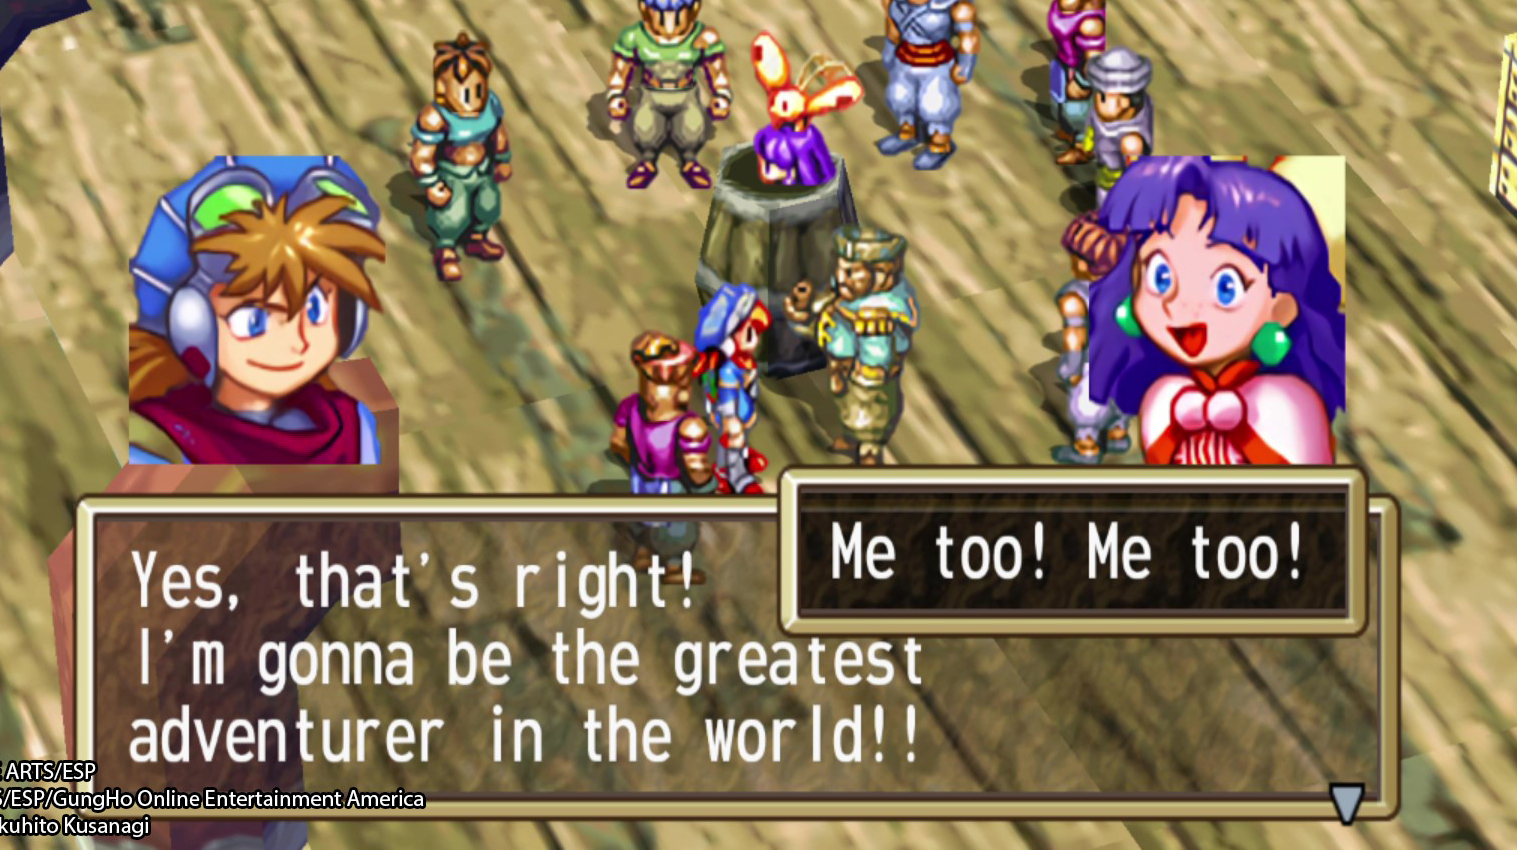 Me too! Me too!
Yes, that's right!
I'm gonna be the greatest
adventurer in the world!!
ARTS/ESP
/ESP/GungHo Online Entertainment America
kuhito Kusanagi